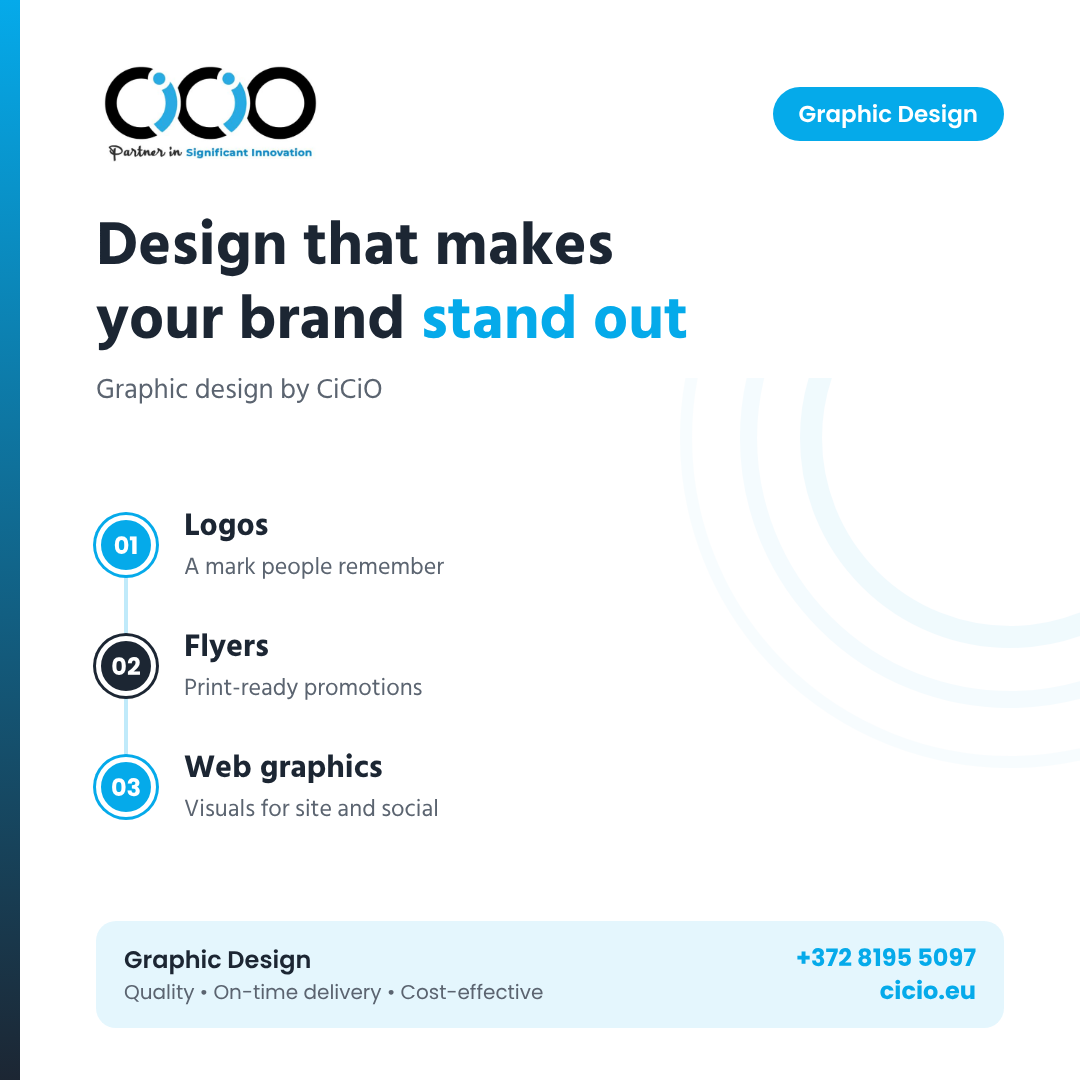 CiCiO
Partner in Significant Innovation
Graphic Design
Design that makes
your brand stand out
Graphic design by CiCiO
01
Logos
A mark people remember
02
Flyers
Print-ready promotions
03
Web graphics
Visuals for site and social
Graphic Design
Quality • On-time delivery • Cost-effective
+372 8195 5097
cicio.eu